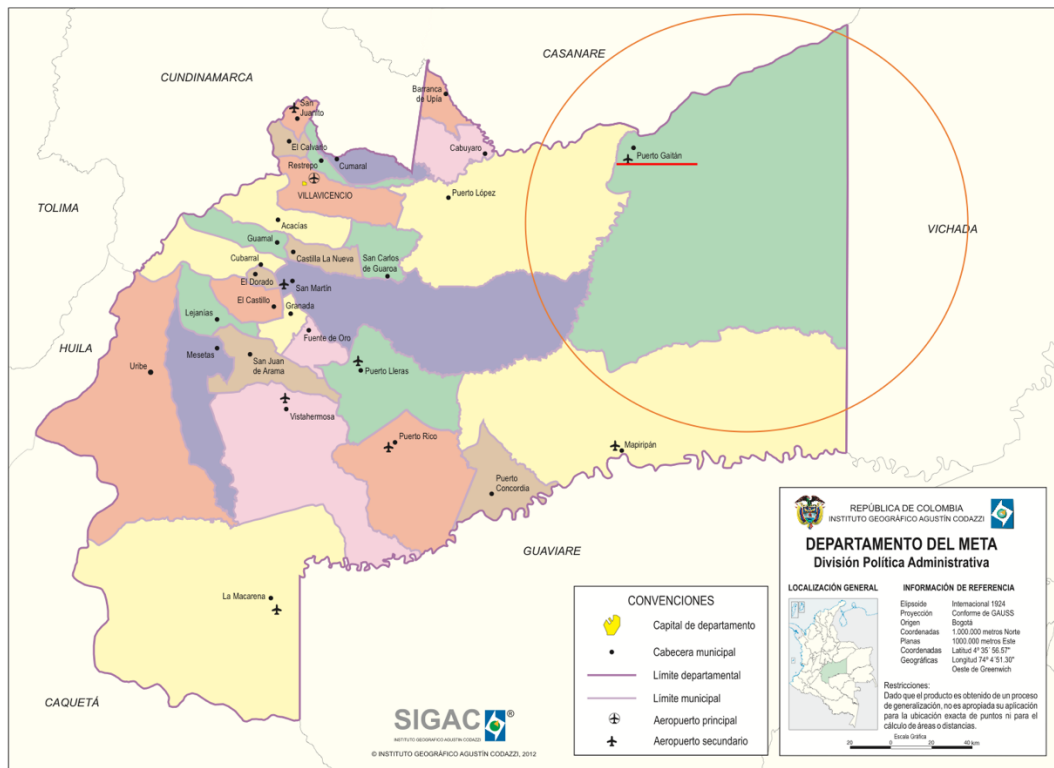 CASANARE
CUNDINAMARCA
Barranca
de Upía
San
Juanito
El Calvario
Cabuyaro
Puerto Gaitán
Restrepo
Cumaral
VILLAVICENCIO
Puerto López
TOLIMA
VICHADA
Acacías
Guamal
Cubarral
Castilla La Nueva
San Carlos
de Guaroa
El Dorado
San Martín
El Castillo
Granada
Lejanías
Fuente de Oro
HUILA
Mesetas
San Juan
de Arama
Uribe
Puerto Lleras
Vistahermosa
Puerto Rico
Mapiripán
Puerto
Concordia
GUAVIARE
La Macarena
CAQUETÁ
SIGAC ®
INSTITUTO GEOGRÁFICO AGUSTÍN CODAZZI
© INSTITUTO GEOGRÁFICO AGUSTÍN CODAZZI, 2012
CONVENCIONES
Capital de departamento
Cabecera municipal
Límite departamental
Límite municipal
Aeropuerto principal
Aeropuerto secundario
REPÚBLICA DE COLOMBIA
INSTITUTO GEOGRÁFICO AGUSTÍN CODAZZI
DEPARTAMENTO DEL META
División Política Administrativa
LOCALIZACIÓN GENERAL
INFORMACIÓN DE REFERENCIA
Elipsoide Internacional 1924
Proyección Conforme de GAUSS
Origen Bogotá
Coordenadas 1.000.000 metros Norte
Planas 1000.000 metros Este
Coordenadas Latitud 4º 35´ 56.57"
Geográficas Longitud 74º 4´51.30"
Oeste de Greenwich
Restricciones:
Dado que el producto es obtenido de un proceso
de generalización, no es apropiada su aplicación
para la ubicación exacta de puntos ni para el
cálculo de áreas o distancias.
Escala Gráfica
20 0 20 40 km